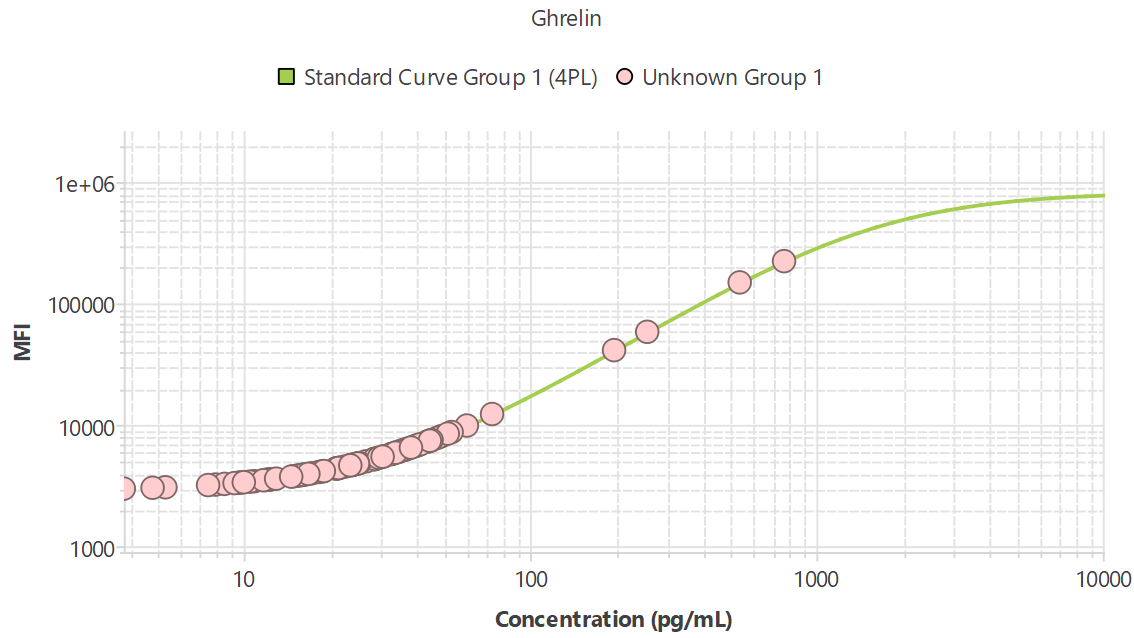 Ghrelin
Standard Curve Group 1 (4PL) Unknown Group 1
1e+06
100000
10000
1000
MFI
10 100 1000 10000
Concentration (pg/mL)